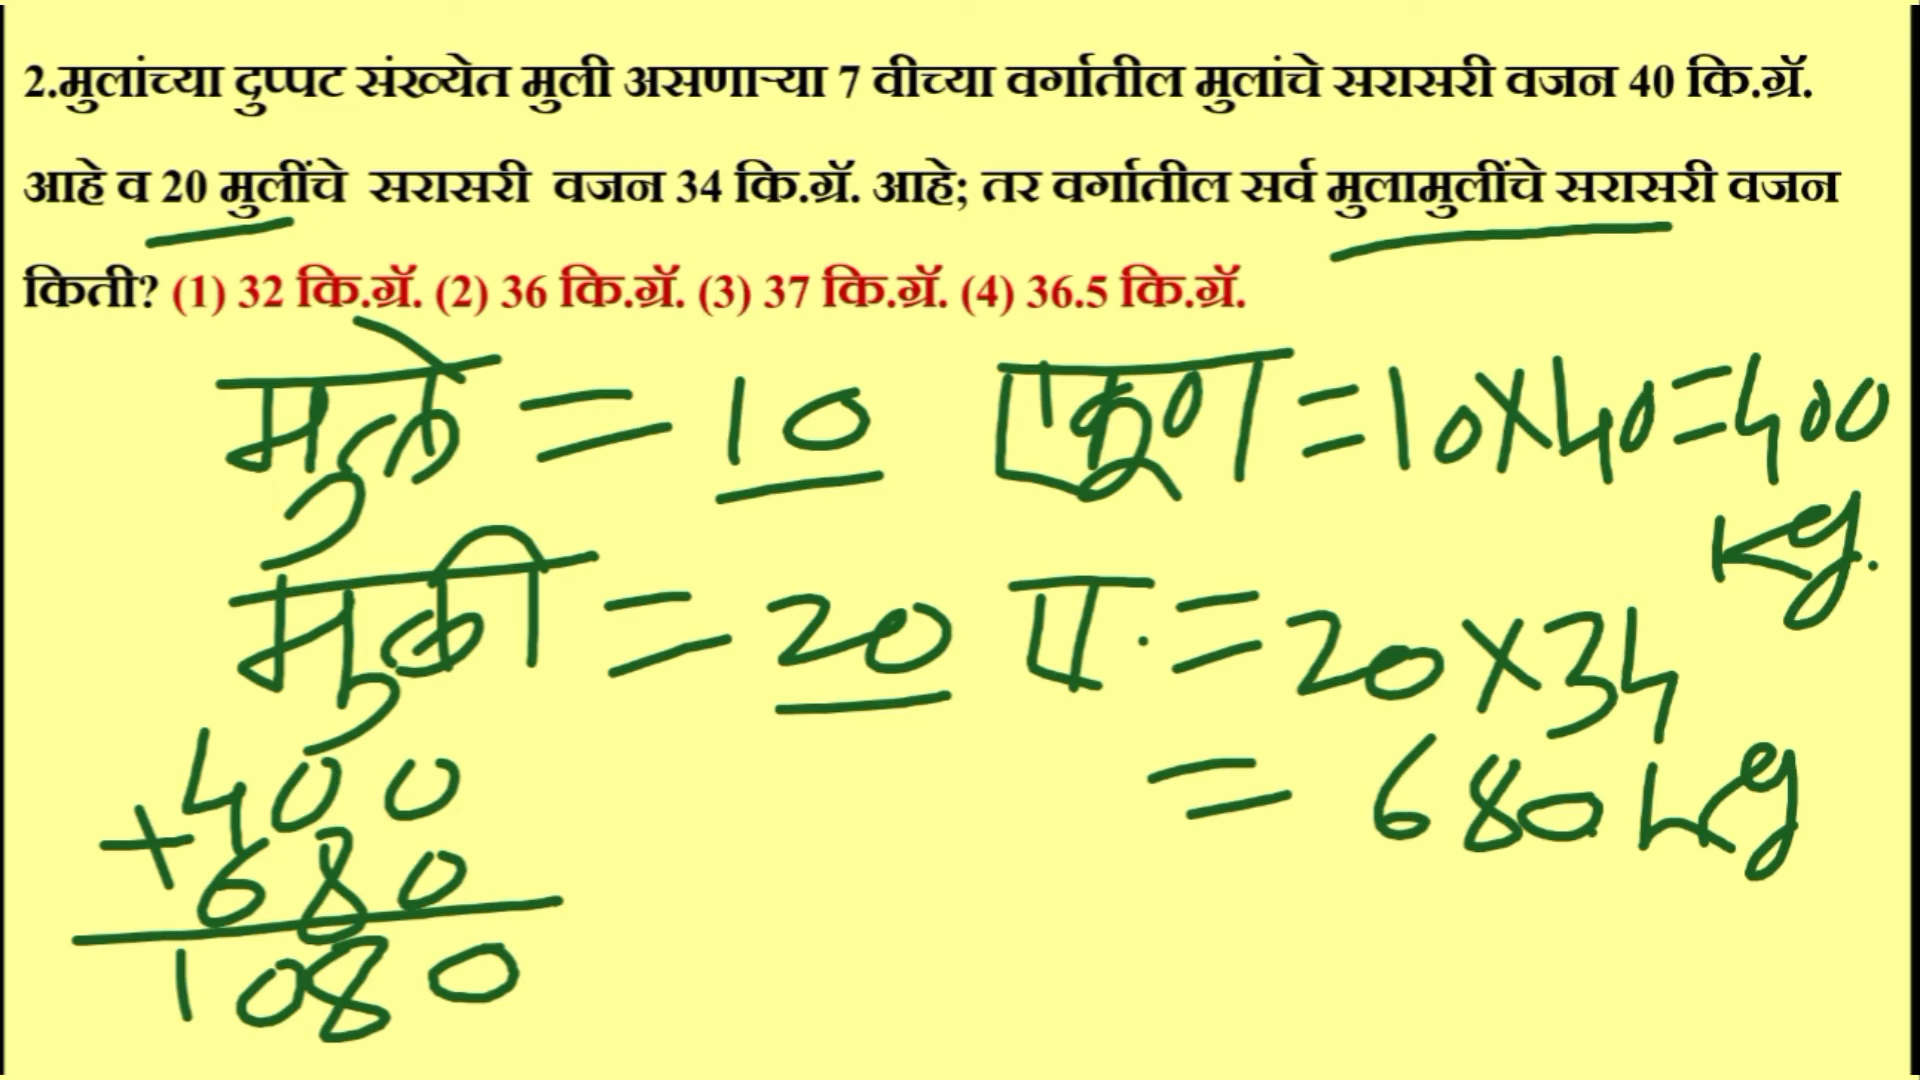 2.मुलांच्या दुप्पट संख्येत मुली असणाऱ्या 7 वीच्या वर्गातील मुलांचे सरासरी वजन 40 कि.ग्रॅ.
आहे व 20 मुलींचे सरासरी वजन 34 कि.ग्रॅ. आहे; तर वर्गातील सर्व मुलामुलींचे सरासरी वजन
किती? (1) 32 कि.ग्रॅ. (2) 36 कि.ग्रॅ. (3) 37 कि.ग्रॅ. (4) 36.5 कि.ग्रॅ.
मुले = 10 एकूण = 10×40 = 400
Kg.
मुली = 20 ए. = 20×34
= 680 kg
400
+ 680
1080